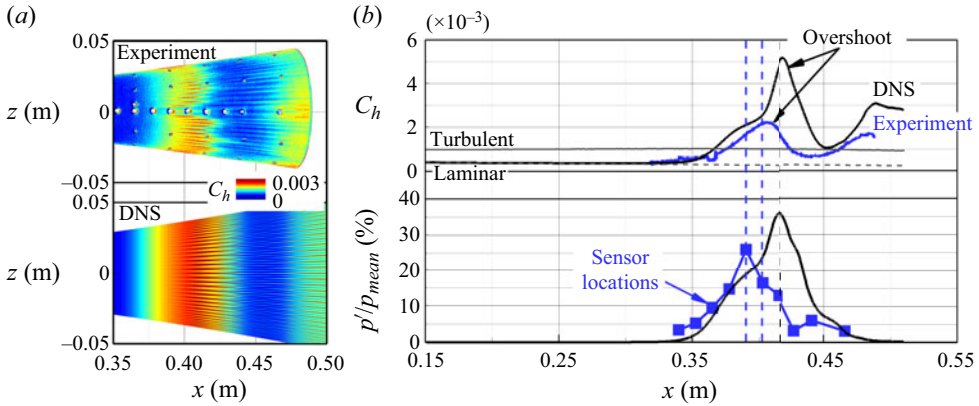 (a)
0.05
Experiment
z (m)
0
–0.05
C_h
0.003
0
0.05
DNS
z (m)
0
–0.05
0.35
0.40
0.45
0.50
x (m)
(b)
(×10⁻³)
6
4
2
0
C_h
Overshoot
DNS
Experiment
Turbulent
Laminar
40
30
20
10
0
p′/p_mean (%)
Sensor
locations
0.15
0.25
0.35
0.45
0.55
x (m)